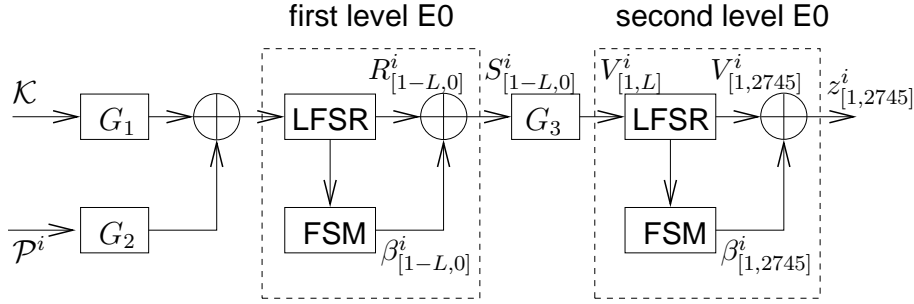 first level E0 second level E0
R^i_{[1−L,0]} S^i_{[1−L,0]} V^i_{[1,L]} V^i_{[1,2745]} z^i_{[1,2745]}
𝒦 G_1 LFSR G_3 LFSR
𝒫^i G_2 FSM FSM
β^i_{[1−L,0]} β^i_{[1,2745]}